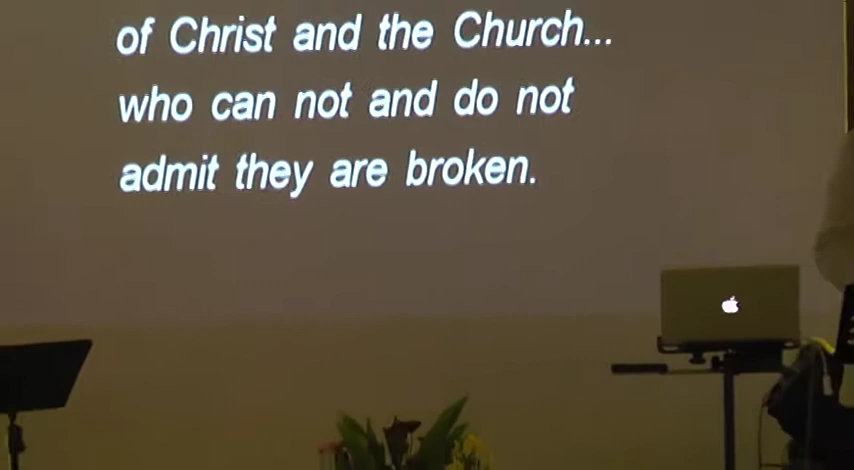 of Christ and the Church...
who can not and do not
admit they are broken.